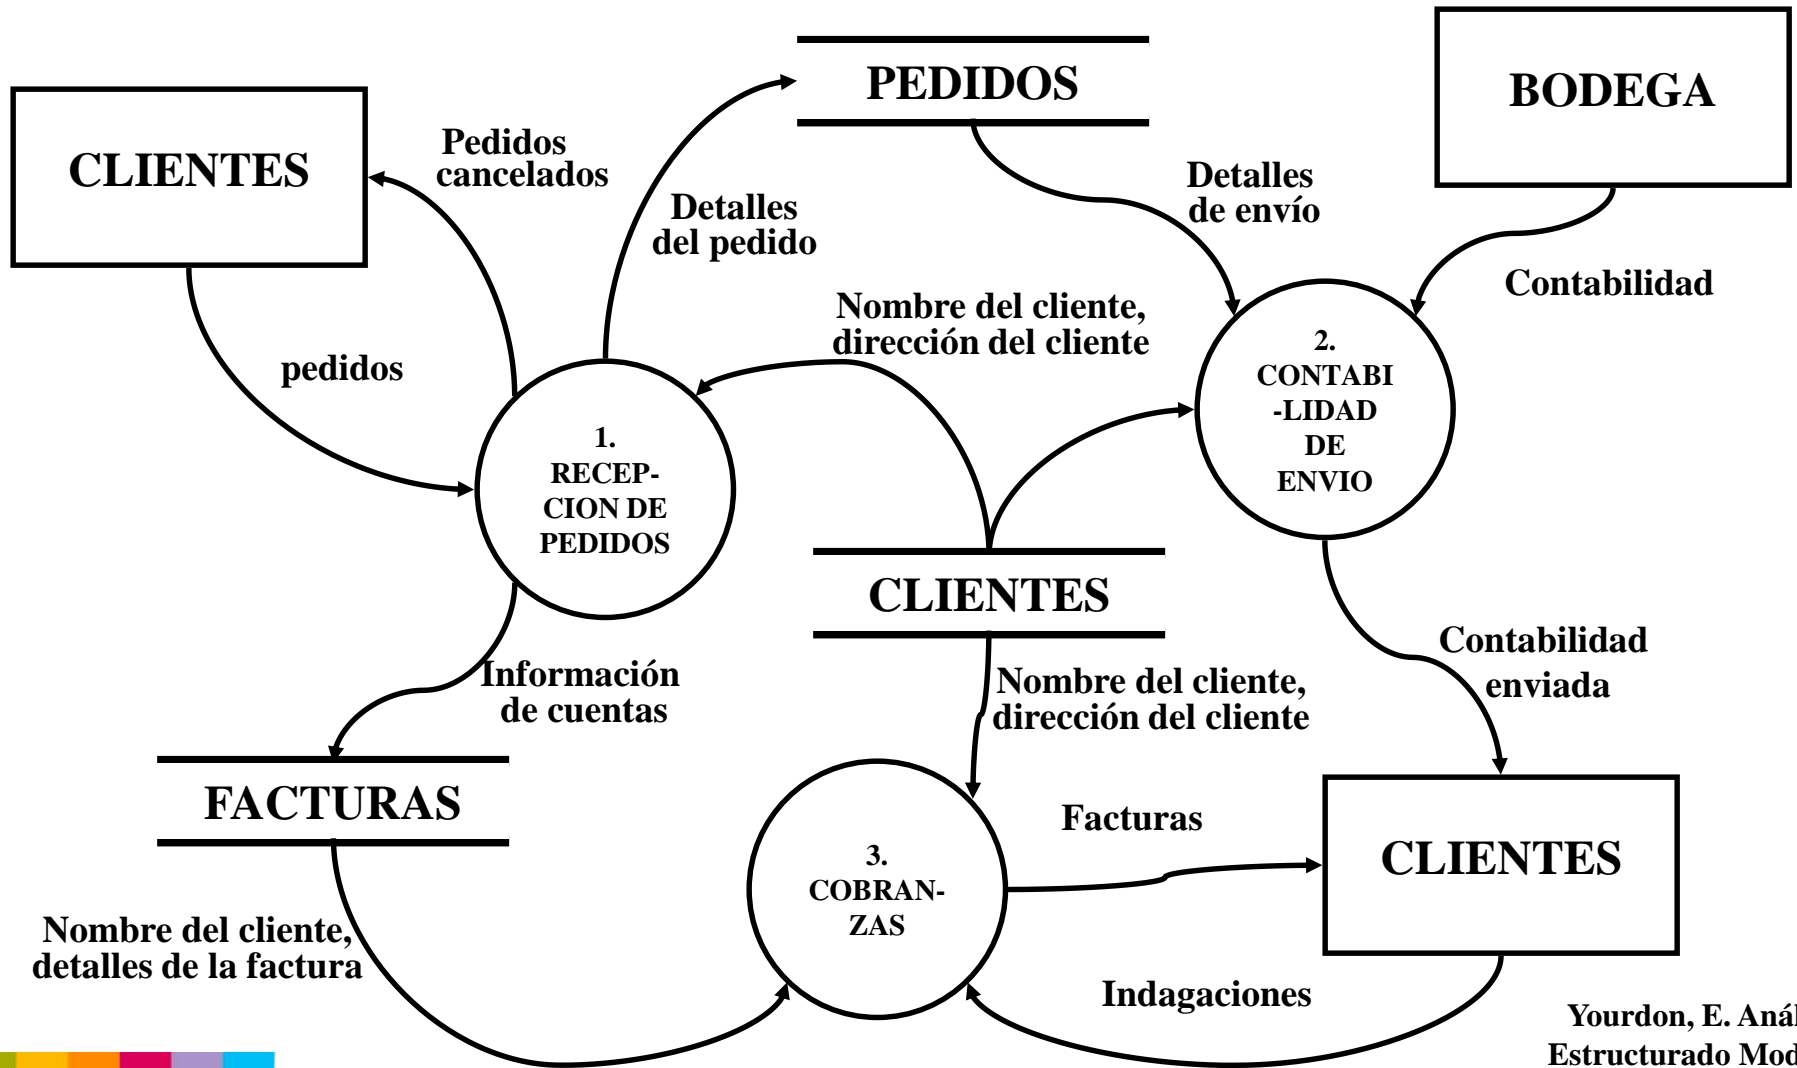 PEDIDOS
BODEGA
CLIENTES
Pedidos
cancelados
Detalles
del pedido
Detalles
de envío
Contabilidad
Nombre del cliente,
dirección del cliente
pedidos
1.
RECEP-
CION DE
PEDIDOS
2.
CONTABI
-LIDAD
DE
ENVIO
CLIENTES
Información
de cuentas
Nombre del cliente,
dirección del cliente
Contabilidad
enviada
FACTURAS
3.
COBRAN-
ZAS
Facturas
CLIENTES
Nombre del cliente,
detalles de la factura
Indagaciones
Yourdon, E. Aná
Estructurado Mod